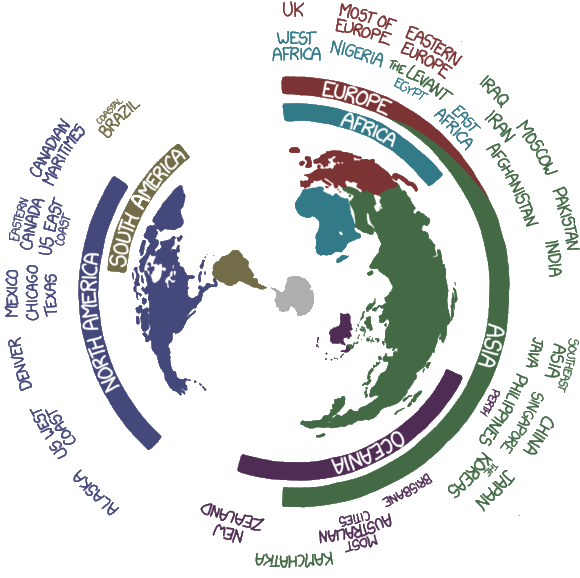 UK
MOST OF
EUROPE
EASTERN
EUROPE
WEST
AFRICA
NIGERIA
THE LEVANT
EGYPT
EAST
AFRICA
IRAQ
IRAN
MOSCOW
AFGHANISTAN
PAKISTAN
INDIA
EUROPE
AFRICA
ASIA
SOUTHEAST
ASIA
JAVA
PERTH
PHILIPPINES
SINGAPORE
CHINA
THE
KOREAS
JAPAN
BRISBANE
MOST
AUSTRALIAN
CITIES
KAMCHATKA
NEW
ZEALAND
OCEANIA
ALASKA
US WEST
COAST
DENVER
MEXICO
CHICAGO
TEXAS
EASTERN
CANADA
US EAST
COAST
CANADIAN
MARITIMES
COASTAL
BRAZIL
NORTH AMERICA
SOUTH AMERICA